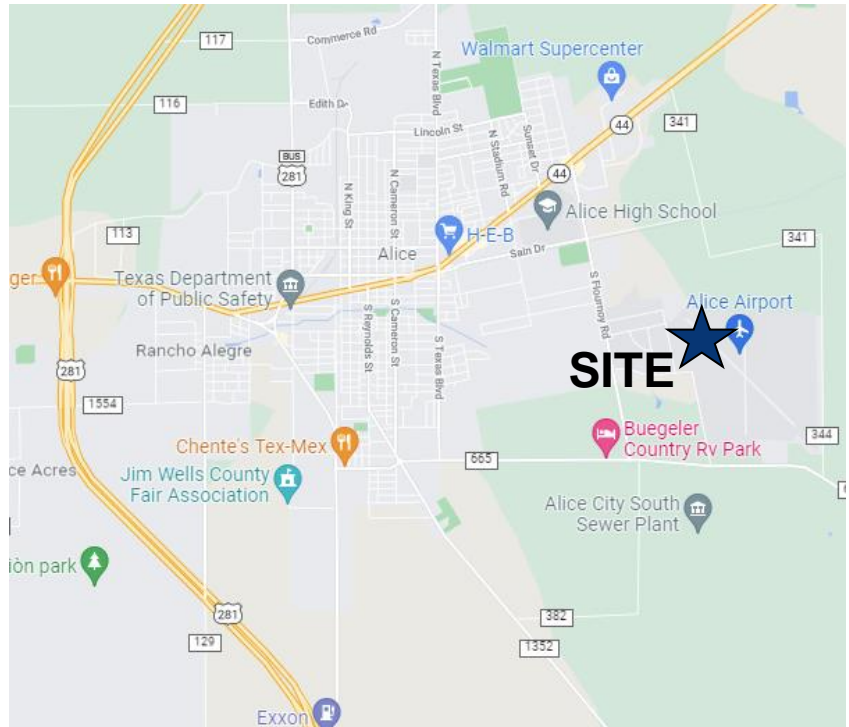 117
Commerce Rd
N Texas Blvd
Walmart Supercenter
116
Edith Dr
Lincoln St
44
341
BUS
281
N King St
N Cameron St
N Stadium Rd
Sunset Dr
44
Alice High School
113
H-E-B
Alice
Sain Dr
341
ger
Texas Department
of Public Safety
S Flournoy Rd
Alice Airport
S Reynolds St
S Cameron St
S Texas Blvd
Rancho Alegre
SITE
281
1554
Chente's Tex-Mex
Buegeler
Country Rv Park
344
665
ce Acres
Jim Wells County
Fair Association
Alice City South
Sewer Plant
ión park
281
382
129
1352
Exxon